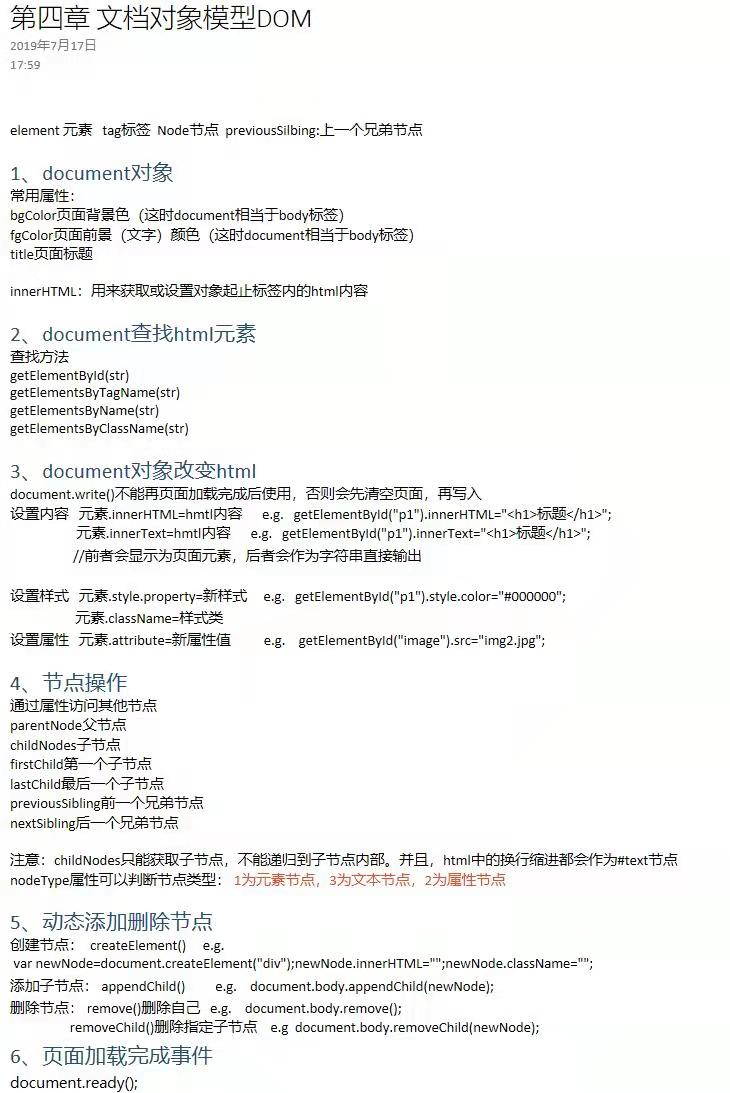 第四章 文档对象模型DOM
2019年7月17日
17:59
element 元素 tag标签 Node节点 previousSilbing:上一个兄弟节点
1、document对象
常用属性：
bgColor页面背景色（这时document相当于body标签）
fgColor页面前景（文字）颜色（这时document相当于body标签）
title页面标题
innerHTML：用来获取或设置对象起止标签内的html内容
2、document查找html元素
查找方法
getElementById(str)
getElementsByTagName(str)
getElementsByName(str)
getElementsByClassName(str)
3、document对象改变html
document.write()不能再页面加载完成后使用，否则会先清空页面，再写入
设置内容 元素.innerHTML=hmtl内容 e.g. getElementById("p1").innerHTML="<h1>标题</h1>";
元素.innerText=hmtl内容 e.g. getElementById("p1").innerText="<h1>标题</h1>";
//前者会显示为页面元素，后者会作为字符串直接输出
设置样式 元素.style.property=新样式 e.g. getElementById("p1").style.color="#000000";
元素.className=样式类
设置属性 元素.attribute=新属性值 e.g. getElementById("image").src="img2.jpg";
4、节点操作
通过属性访问其他节点
parentNode父节点
childNodes子节点
firstChild第一个子节点
lastChild最后一个子节点
previousSibling前一个兄弟节点
nextSibling后一个兄弟节点
注意：childNodes只能获取子节点，不能递归到子节点内部。并且，html中的换行缩进都会作为#text节点
nodeType属性可以判断节点类型： 1为元素节点，3为文本节点，2为属性节点
5、动态添加删除节点
创建节点： createElement() e.g.
var newNode=document.createElement("div");newNode.innerHTML="";newNode.className="";
添加子节点： appendChild() e.g. document.body.appendChild(newNode);
删除节点： remove()删除自己 e.g. document.body.remove();
removeChild()删除指定子节点 e.g document.body.removeChild(newNode);
6、页面加载完成事件
document.ready();